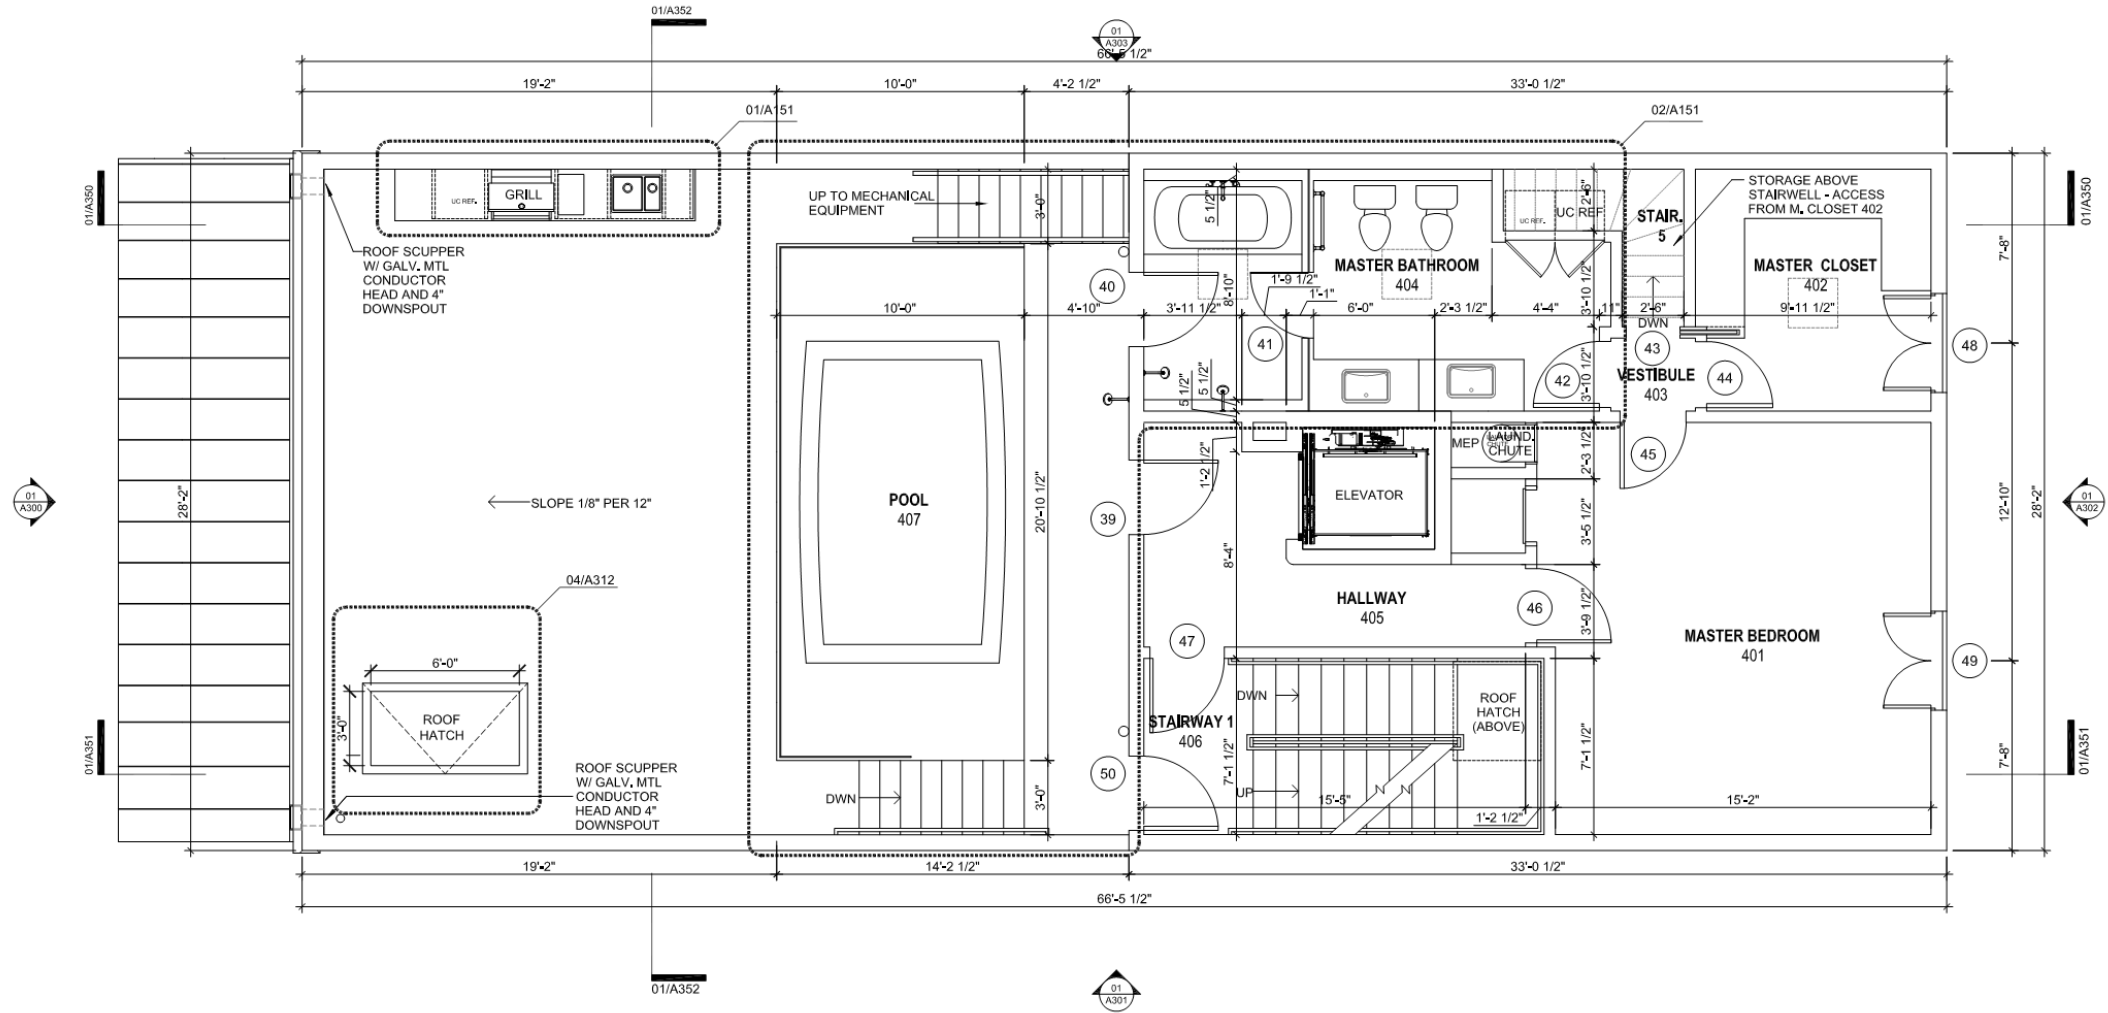 01/A352
01
A303
66'-5 1/2"
19'-2"
10'-0"
4'-2 1/2"
33'-0 1/2"
01/A151
02/A151
01/A350
28'-2"
UC REF.
GRILL
ROOF SCUPPER
W/ GALV. MTL
CONDUCTOR
HEAD AND 4"
DOWNSPOUT
UP TO MECHANICAL
EQUIPMENT
3'-0"
5 1/2"
8'-10"
MASTER BATHROOM
404
UC REF.
UC REF
2'-6"
STAIR.
5
STORAGE ABOVE
STAIRWELL - ACCESS
FROM M. CLOSET 402
MASTER CLOSET
402
7'-8"
01/A350
40
10'-0"
4'-10"
3'-11 1/2"
1'-9 1/2"
1'-1"
6'-0"
2'-3 1/2"
4'-4"
3'-10 1/2"
11"
2'-6"
9'-11 1/2"
DWN
41
42
43
VESTIBULE
403
44
48
3'-10 1/2"
5 1/2"
5 1/2"
1'-2 1/2"
MEP
LAUND.
CHUTE
2'-3 1/2"
45
01
A300
SLOPE 1/8" PER 12"
POOL
407
20'-10 1/2"
39
ELEVATOR
3'-5 1/2"
12'-10"
28'-2"
01
A302
8'-4"
04/A312
HALLWAY
405
46
3'-9 1/2"
47
MASTER BEDROOM
401
49
6'-0"
3'-0"
ROOF
HATCH
DWN
ROOF
HATCH
(ABOVE)
STAIRWAY 1
406
7'-1 1/2"
7'-1 1/2"
7'-8"
01/A351
01/A351
ROOF SCUPPER
W/ GALV. MTL
CONDUCTOR
HEAD AND 4"
DOWNSPOUT
DWN
3'-0"
50
UP
15'-5"
1'-2 1/2"
15'-2"
19'-2"
14'-2 1/2"
33'-0 1/2"
66'-5 1/2"
01/A352
01
A301